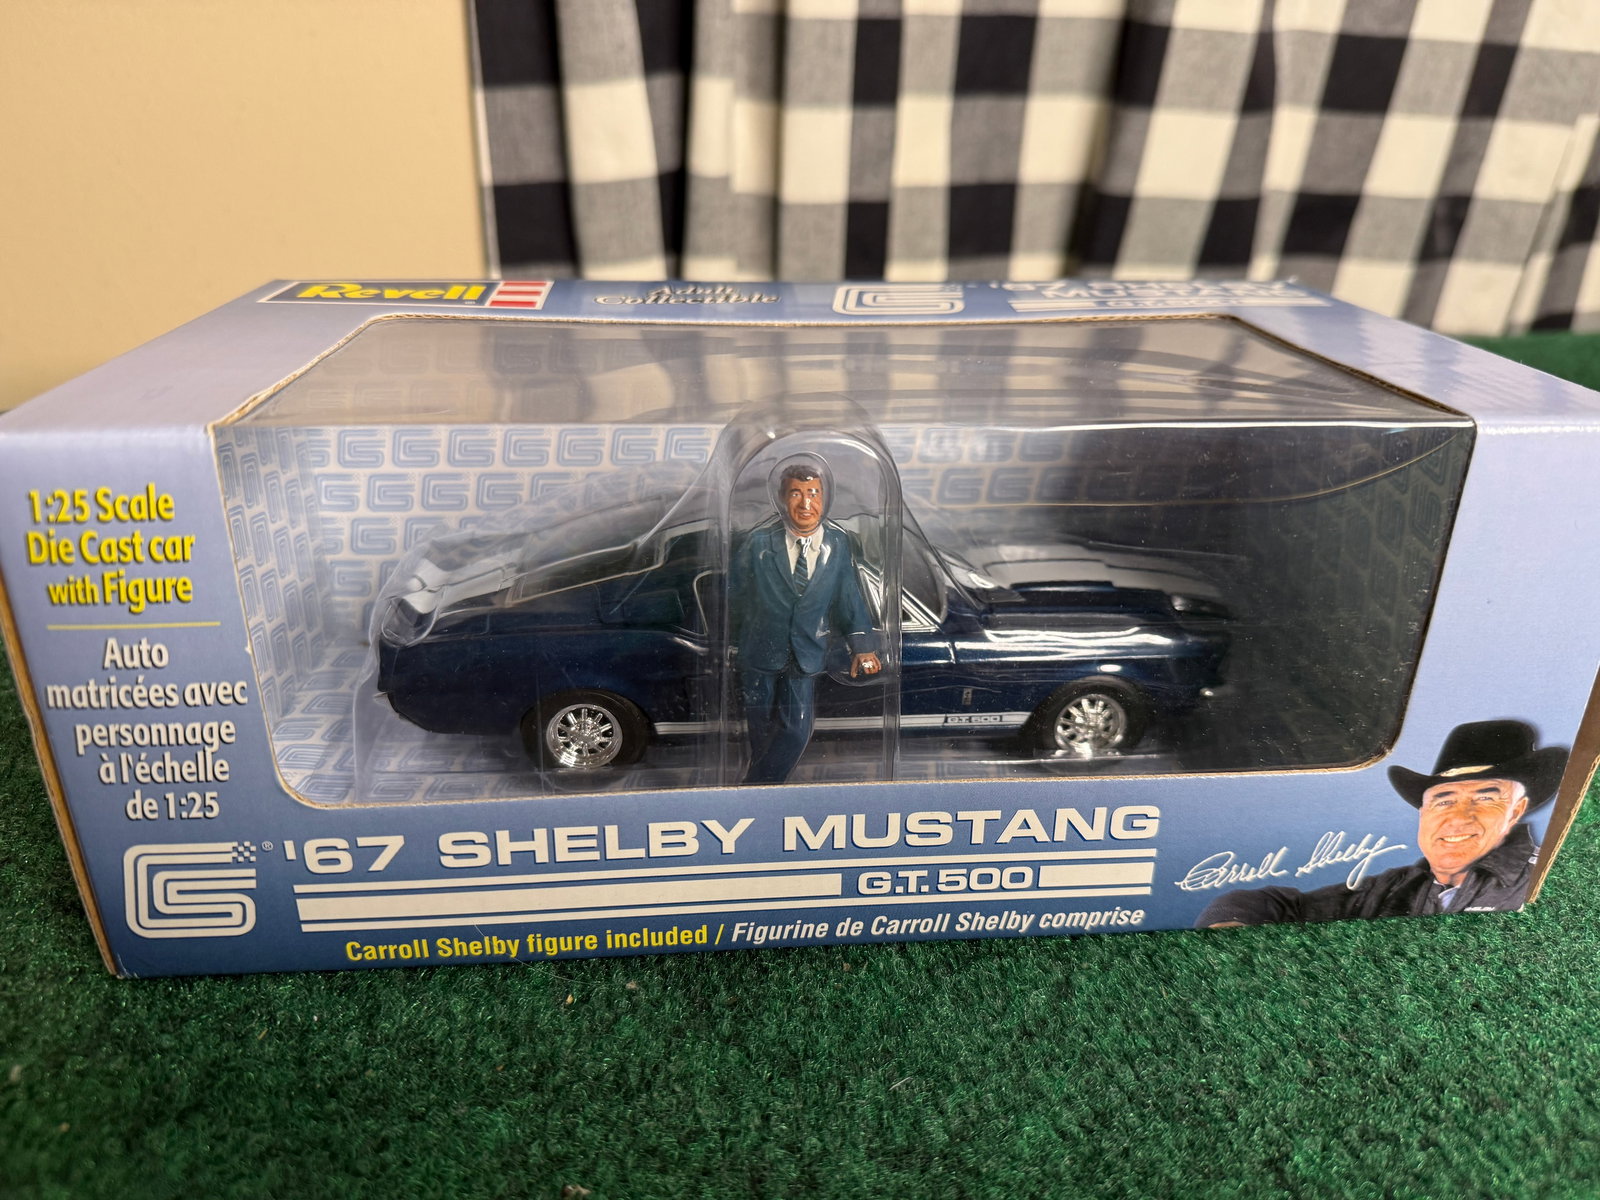 Revell
Adult
Collectible
'67 SHELBY
MUSTANG
G.T. 500
1:25 Scale
Die Cast car
with Figure
Auto
matricées avec
personnage
à l'échelle
de 1:25
G.T. 500
® '67 SHELBY MUSTANG
G.T. 500
Carroll Shelby
Carroll Shelby figure included / Figurine de Carroll Shelby comprise